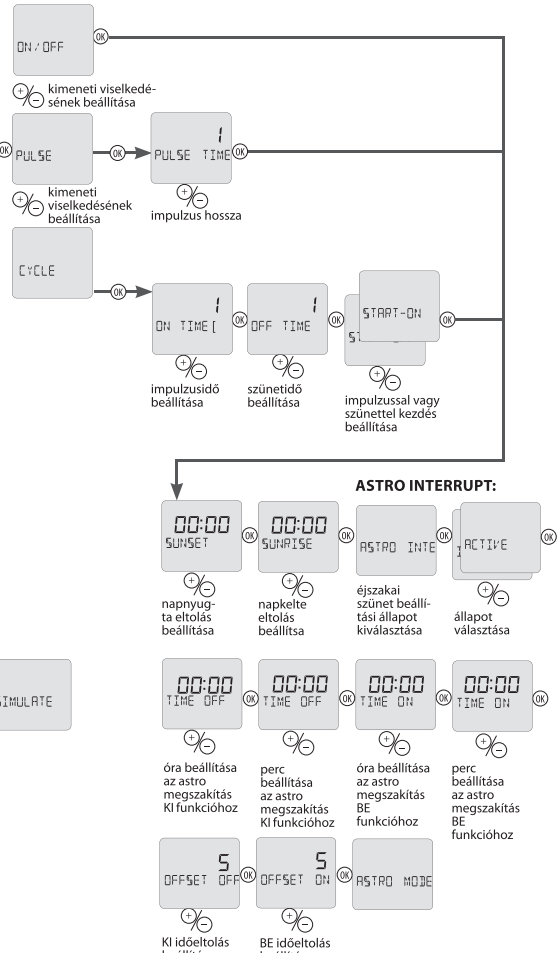 ON/OFF
OK
+/-
kimeneti viselkedé-
sének beállítása
OK
PULSE
OK
1
PULSE TIME
OK
+/-
kimeneti
viselkedésének
beállítása
+/-
impulzus hossza
CYCLE
OK
1
ON TIME[
OK
1
OFF TIME
OK
START-ON
ST
OK
+/-
impulzusidő
beállítása
+/-
szünetidő
beállítása
+/-
impulzussal vagy
szünettel kezdés
beállítása
ASTRO INTERRUPT:
00:00
SUNSET
OK
00:00
SUNRISE
OK
ASTRO INTE
OK
ACTIVE
OK
+/-
napnyug-
ta eltolás
beállítása
+/-
napkelte
eltolás
beállítsa
éjszakai
szünet beállí-
tási állapot
kiválasztása
+/-
állapot
választása
SIMULATE
00:00
TIME OFF
OK
00:00
TIME OFF
OK
00:00
TIME ON
OK
00:00
TIME ON
OK
+/-
óra beállítása
az astro
megszakítás
KI funkcióhoz
+/-
perc
beállítása
az astro
megszakítás
KI funkcióhoz
+/-
óra beállítása
az astro
megszakítás
BE
funkcióhoz
+/-
perc
beállítása
az astro
megszakítás
BE
funkcióhoz
5
OFFSET OFF
OK
5
OFFSET ON
OK
ASTRO MODE
+/-
KI időeltolás
+/-
BE időeltolás